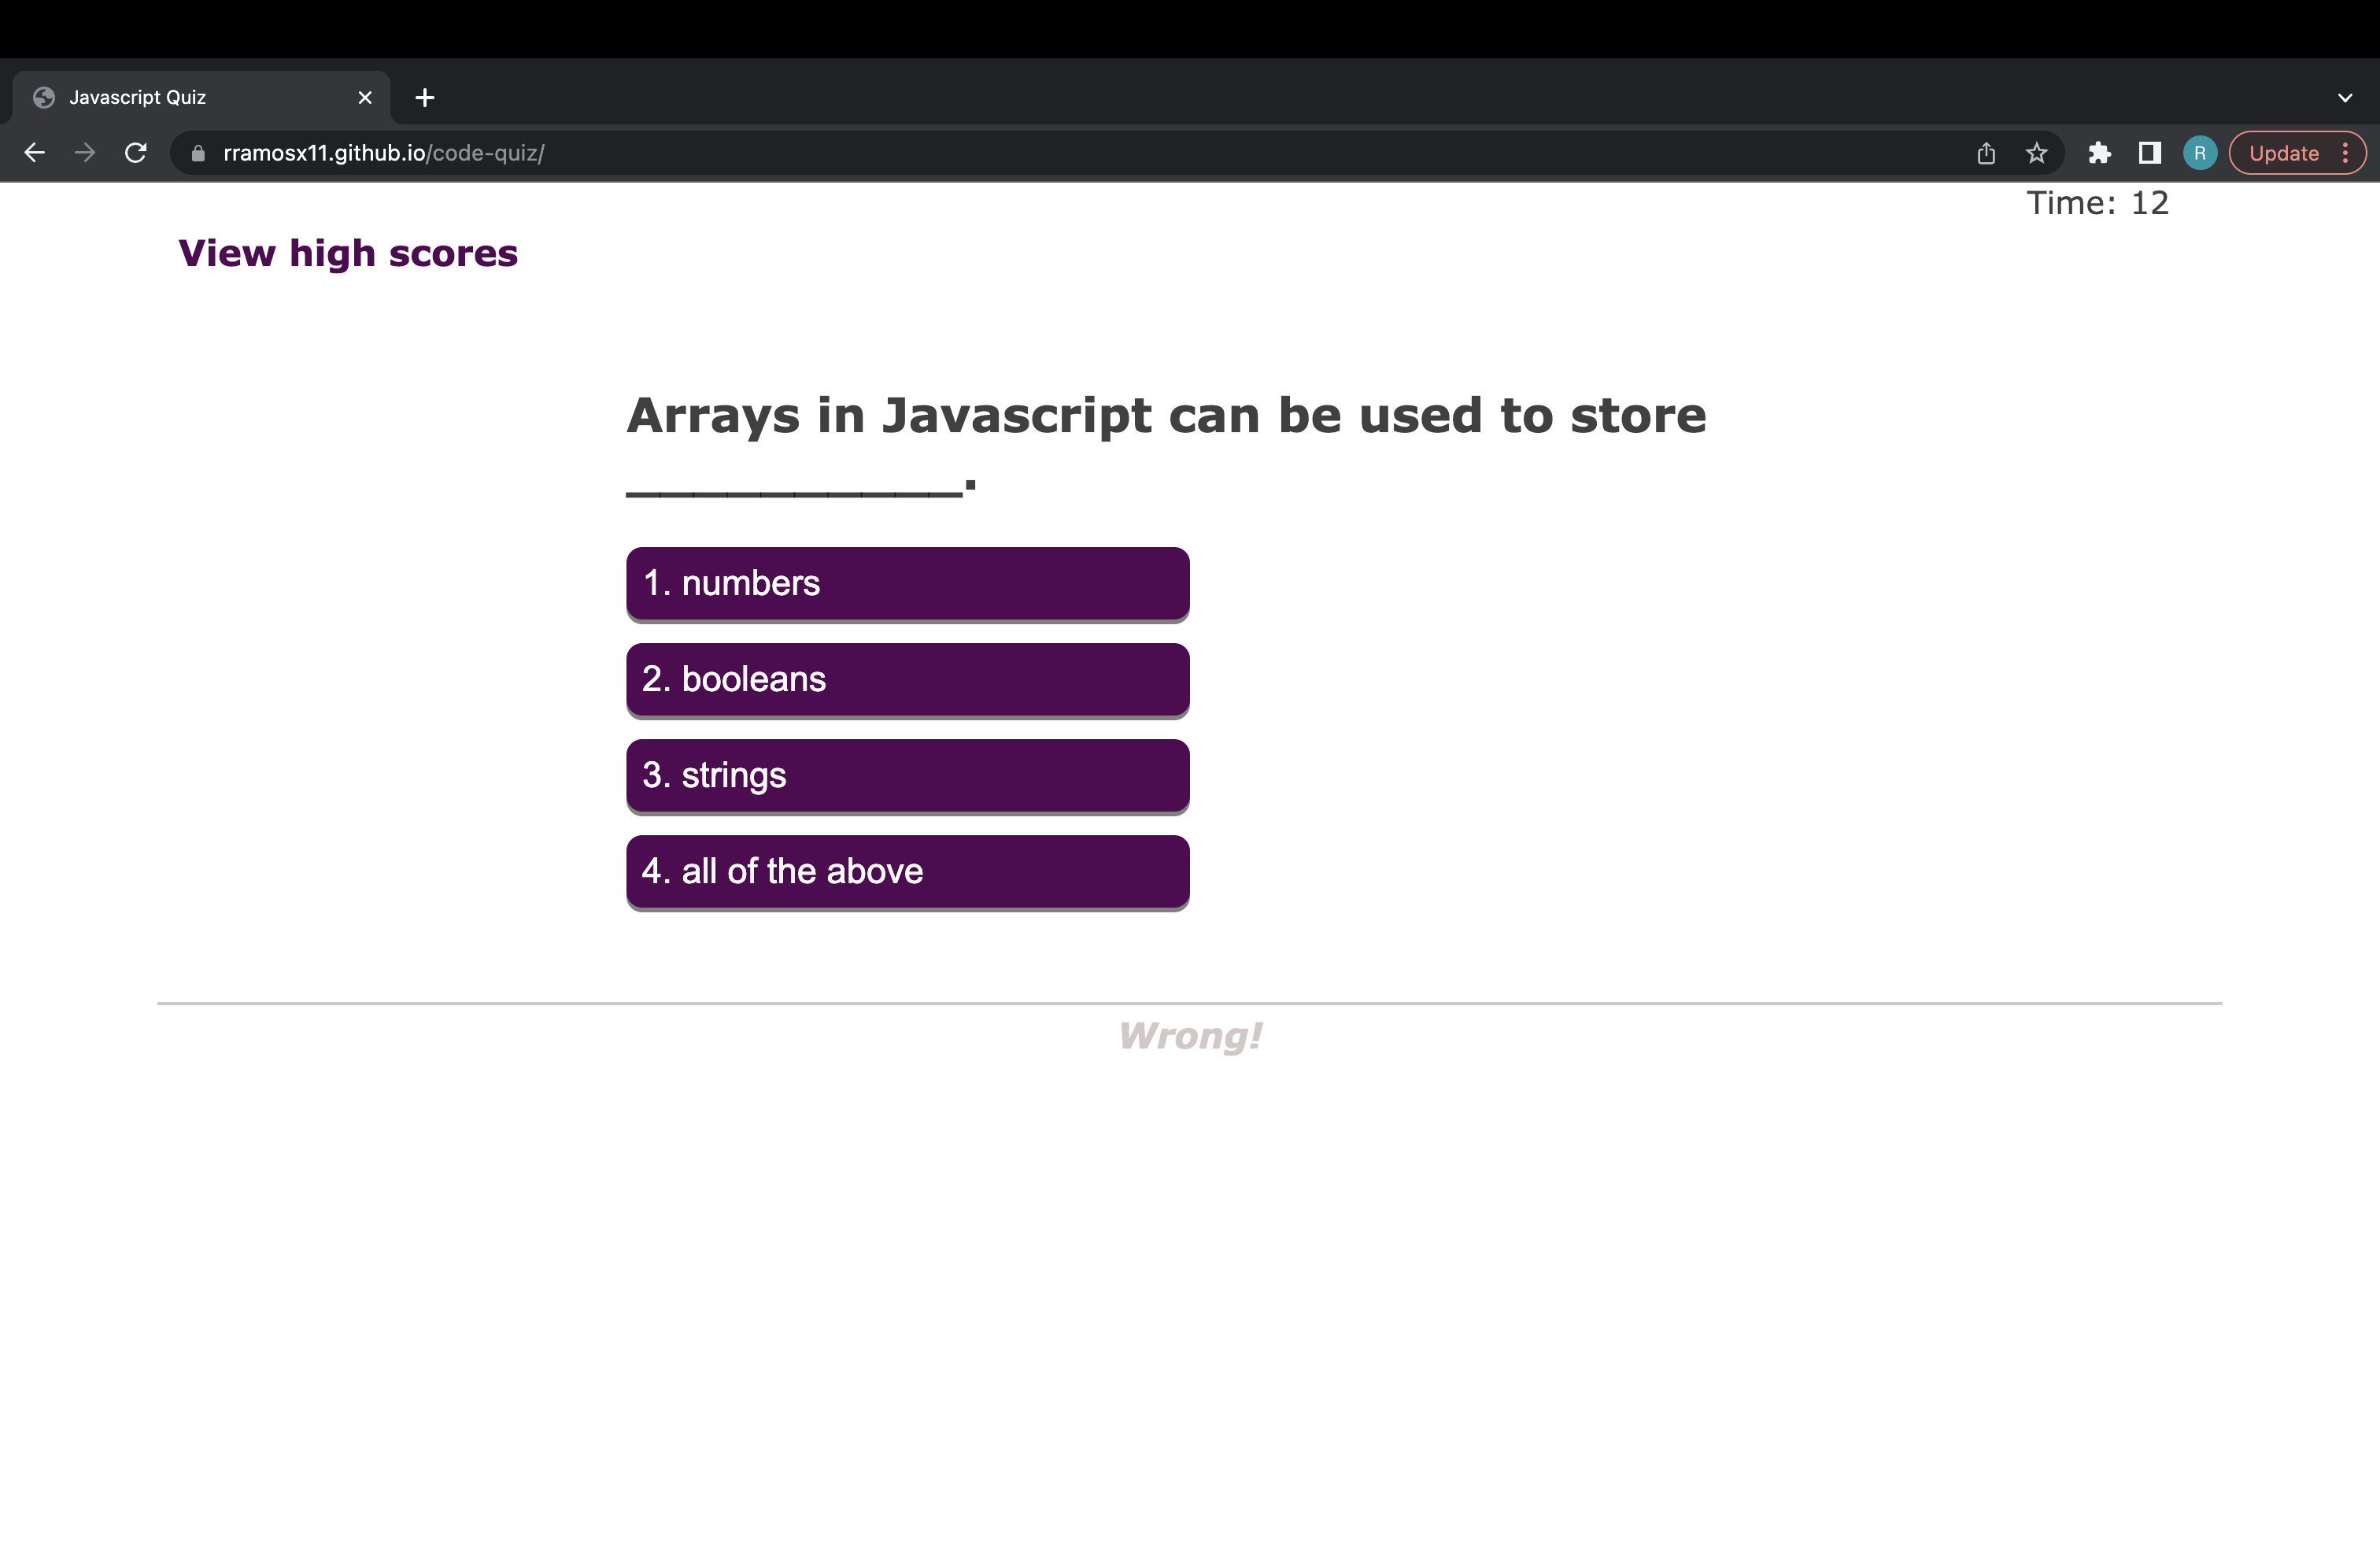 Javascript Quiz
rramosx11.github.io/code-quiz/
R
Update
Time: 12
View high scores
Arrays in Javascript can be used to store
__________.
1. numbers
2. booleans
3. strings
4. all of the above
Wrong!